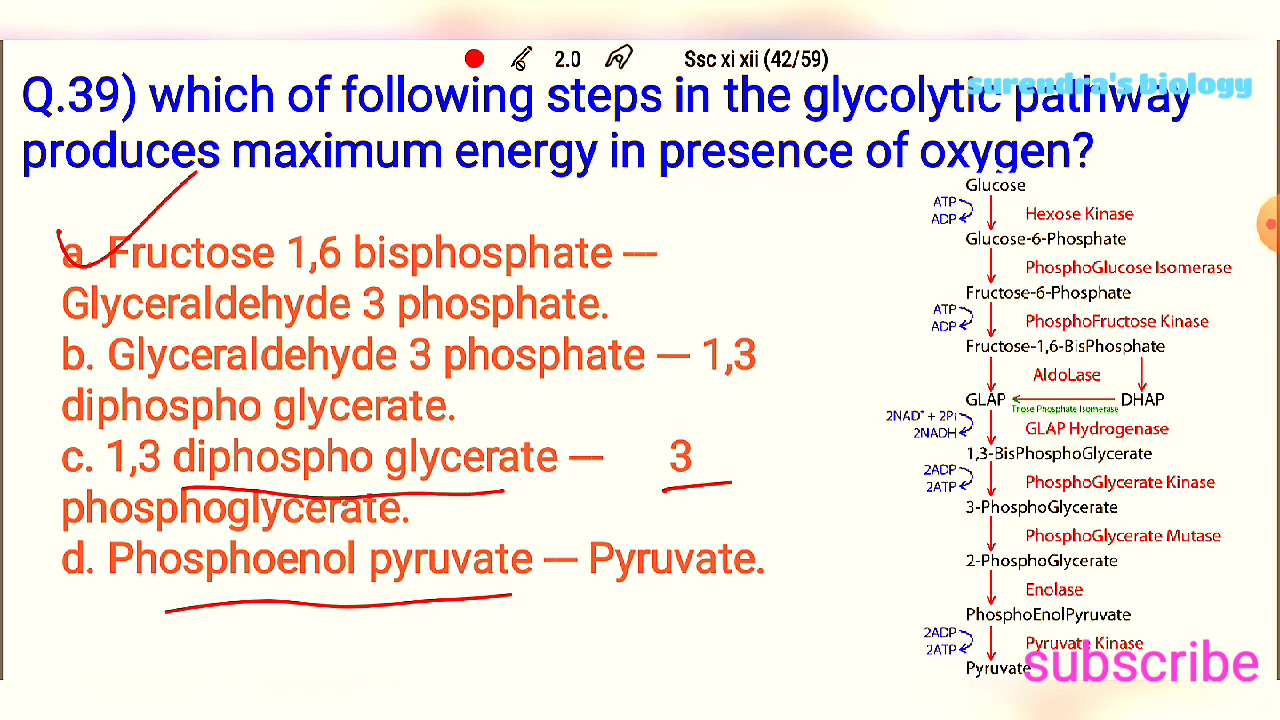 2.0 Ssc xi xii (42/59)
surendra's biology
Q.39) which of following steps in the glycolytic pathway
produces maximum energy in presence of oxygen?
a. Fructose 1,6 bisphosphate —
Glyceraldehyde 3 phosphate.
b. Glyceraldehyde 3 phosphate — 1,3
diphospho glycerate.
c. 1,3 diphospho glycerate — 3
phosphoglycerate.
d. Phosphoenol pyruvate — Pyruvate.
Glucose
ATP
ADP
Hexose Kinase
Glucose-6-Phosphate
PhosphoGlucose Isomerase
Fructose-6-Phosphate
ATP
ADP
PhosphoFructose Kinase
Fructose-1,6-BisPhosphate
AldoLase
GLAP DHAP
Triose Phosphate Isomerase
2NAD⁺ + 2Pi
2NADH
GLAP Hydrogenase
1,3-BisPhosphoGlycerate
2ADP
2ATP
PhosphoGlycerate Kinase
3-PhosphoGlycerate
PhosphoGlycerate Mutase
2-PhosphoGlycerate
Enolase
PhosphoEnolPyruvate
2ADP
2ATP
Pyruvate Kinase
Pyruvate
subscribe